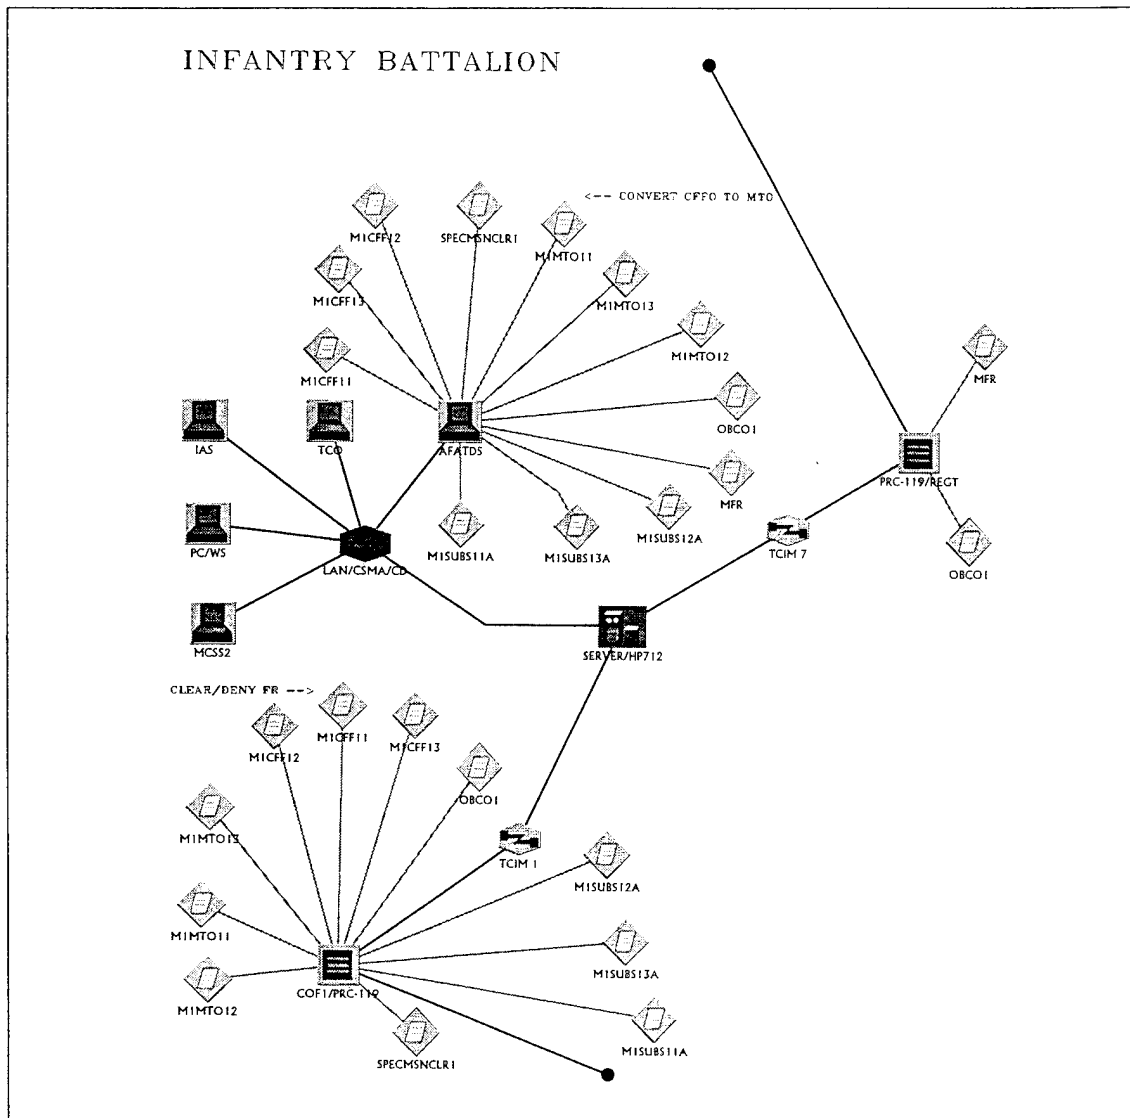 INFANTRY BATTALION
<-- CONVERT CFFO TO MTO
M1CFF12
SPECMSNCLR1
M1MTO11
M1CFF13
M1MTO13
M1CFF11
M1MTO12
MFR
OBCO1
IAS
TCO
AFATDS
PRC-119/REGT
MFR
M1SUBS11A
M1SUBS13A
M1SUBS12A
PC/WS
LAN/CSMA/CD
TCIM 7
OBCO1
MCSS2
SERVER/HP712
CLEAR/DENY FR -->
M1CFF12
M1CFF11
M1CFF13
OBCO1
M1MTO13
TCIM 1
M1SUBS12A
M1MTO11
M1SUBS13A
M1MTO12
COF1/PRC-119
M1SUBS11A
SPECMSNCLR1